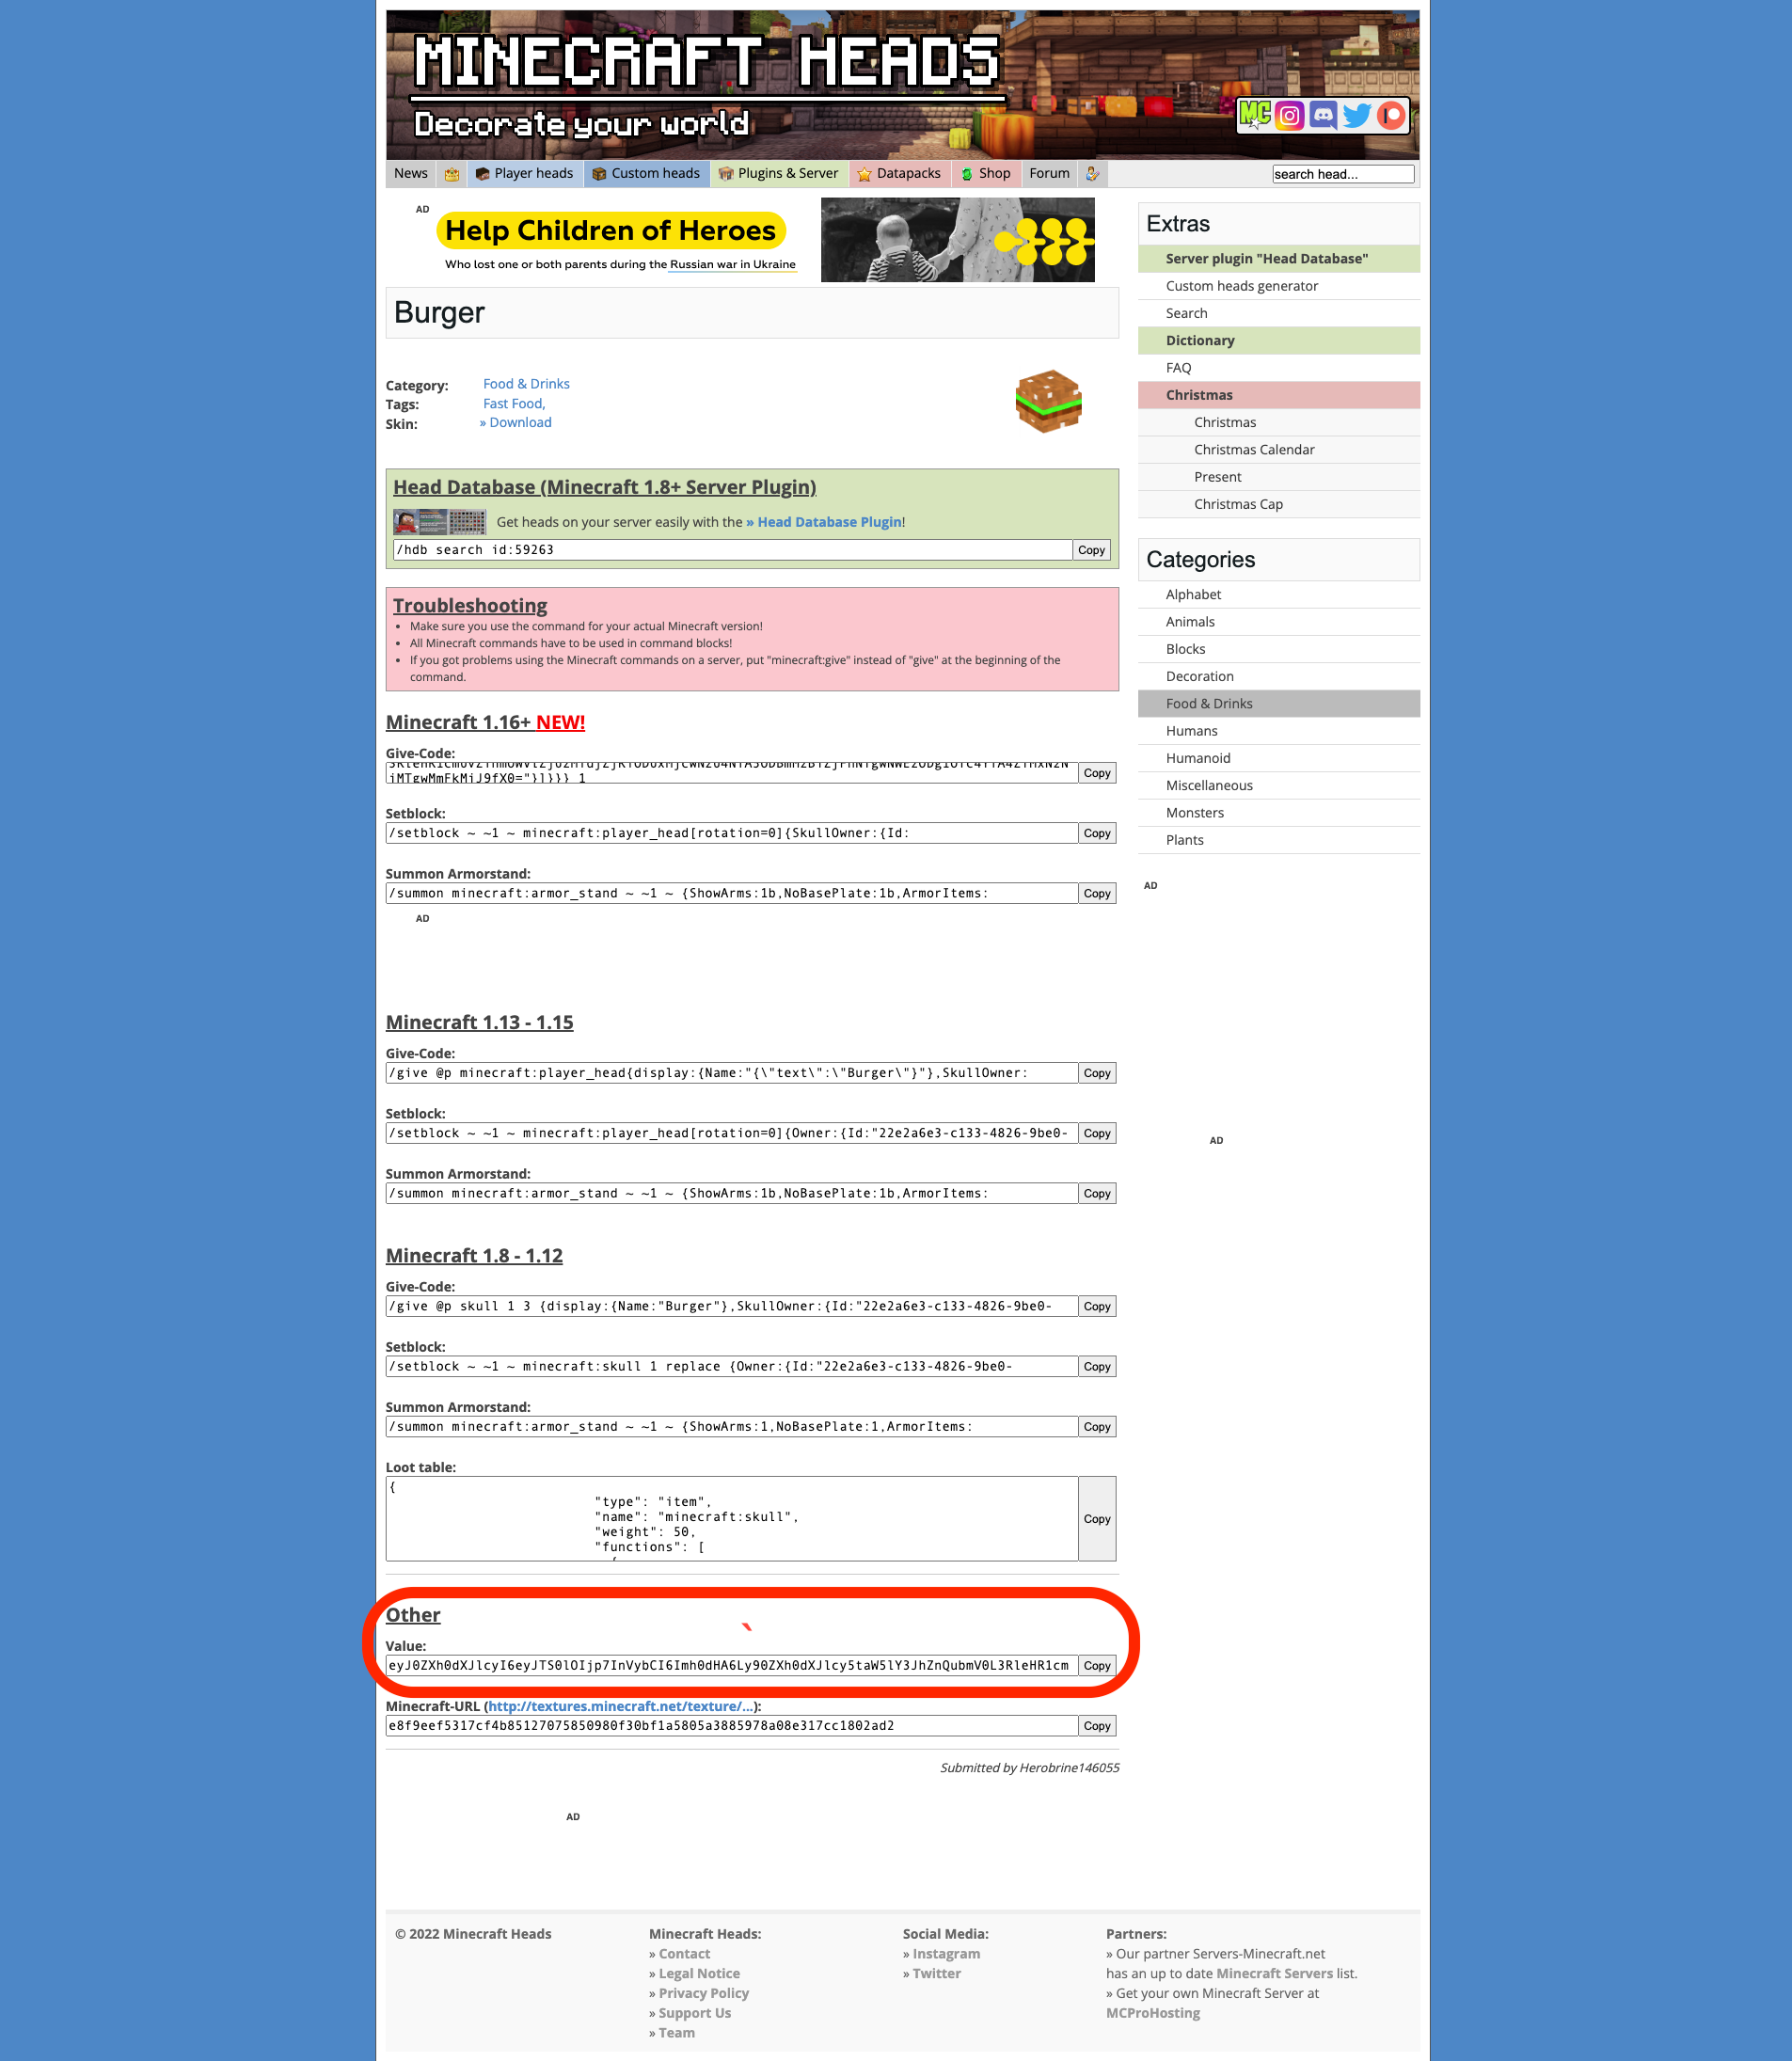 MINECRAFT HEADS
Decorate your world
MC
News Player heads Custom heads Plugins & Server Datapacks Shop Forum search head...
AD
Help Children of Heroes
Who lost one or both parents during the Russian war in Ukraine
Burger
Category: Food & Drinks
Tags: Fast Food,
Skin: » Download
Head Database (Minecraft 1.8+ Server Plugin)
Get heads on your server easily with the » Head Database Plugin!
/hdb search id:59263 Copy
Troubleshooting
• Make sure you use the command for your actual Minecraft version!
• All Minecraft commands have to be used in command blocks!
• If you got problems using the Minecraft commands on a server, put "minecraft:give" instead of "give" at the beginning of the
command.
Minecraft 1.16+ NEW!
Give-Code:
iMTgwMmFkMiJ9fX0="}]}}} 1 Copy
Setblock:
/setblock ~ ~1 ~ minecraft:player_head[rotation=0]{SkullOwner:{Id: Copy
Summon Armorstand:
/summon minecraft:armor_stand ~ ~1 ~ {ShowArms:1b,NoBasePlate:1b,ArmorItems: Copy
AD
Minecraft 1.13 - 1.15
Give-Code:
/give @p minecraft:player_head{display:{Name:"{\"text\":\"Burger\"}"},SkullOwner: Copy
Setblock:
/setblock ~ ~1 ~ minecraft:player_head[rotation=0]{Owner:{Id:"22e2a6e3-c133-4826-9be0- Copy
Summon Armorstand:
/summon minecraft:armor_stand ~ ~1 ~ {ShowArms:1b,NoBasePlate:1b,ArmorItems: Copy
Minecraft 1.8 - 1.12
Give-Code:
/give @p skull 1 3 {display:{Name:"Burger"},SkullOwner:{Id:"22e2a6e3-c133-4826-9be0- Copy
Setblock:
/setblock ~ ~1 ~ minecraft:skull 1 replace {Owner:{Id:"22e2a6e3-c133-4826-9be0- Copy
Summon Armorstand:
/summon minecraft:armor_stand ~ ~1 ~ {ShowArms:1,NoBasePlate:1,ArmorItems: Copy
Loot table:
{
"type": "item",
"name": "minecraft:skull",
"weight": 50,
"functions": [
Copy
Other
Value:
eyJ0ZXh0dXJlcyI6eyJTS0lOIjp7InVybCI6Imh0dHA6Ly90ZXh0dXJlcy5taW5lY3JhZnQubmV0L3RleHR1cm Copy
Minecraft-URL (http://textures.minecraft.net/texture/...):
e8f9eef5317cf4b85127075850980f30bf1a5805a3885978a08e317cc1802ad2 Copy
Submitted by Herobrine146055
AD
Extras
Server plugin "Head Database"
Custom heads generator
Search
Dictionary
FAQ
Christmas
Christmas
Christmas Calendar
Present
Christmas Cap
Categories
Alphabet
Animals
Blocks
Decoration
Food & Drinks
Humans
Humanoid
Miscellaneous
Monsters
Plants
AD
AD
© 2022 Minecraft Heads
Minecraft Heads:
» Contact
» Legal Notice
» Privacy Policy
» Support Us
» Team
Social Media:
» Instagram
» Twitter
Partners:
» Our partner Servers-Minecraft.net
has an up to date Minecraft Servers list.
» Get your own Minecraft Server at
MCProHosting